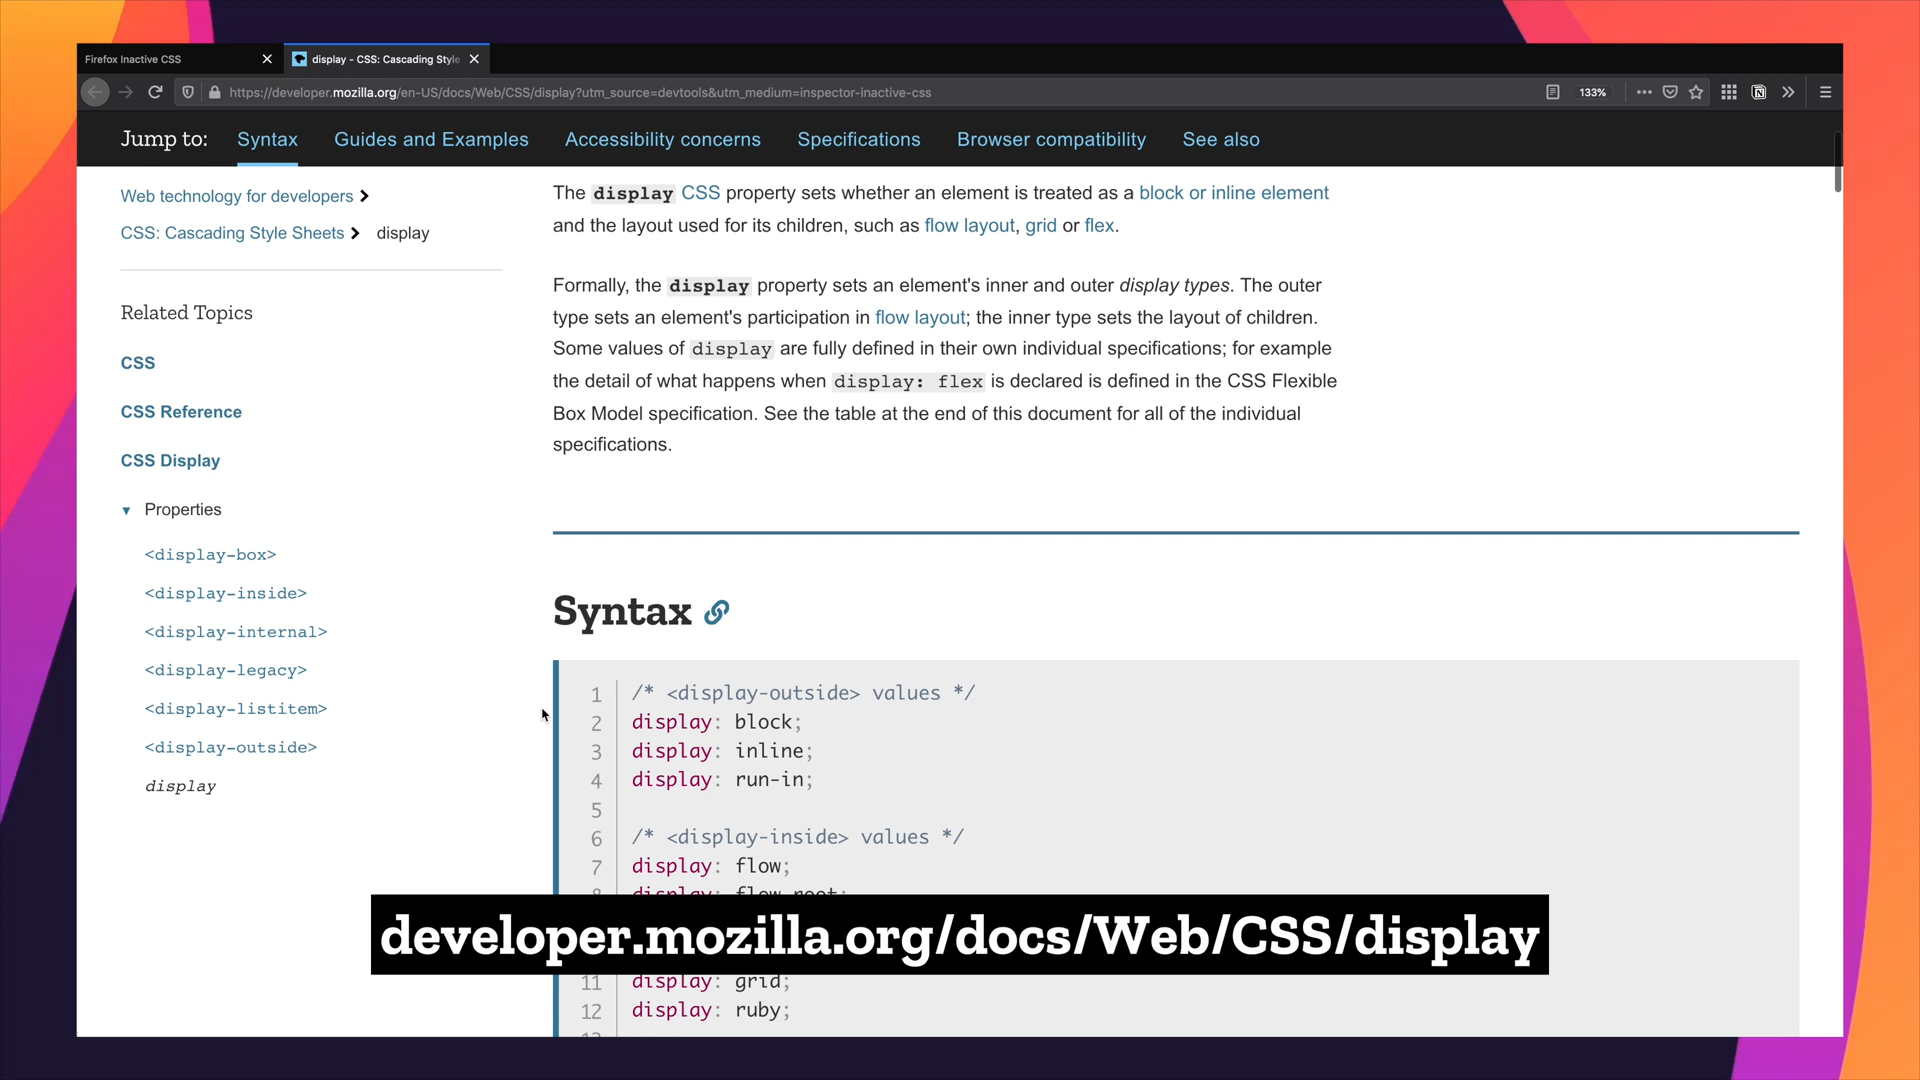 Firefox Inactive CSS
display - CSS: Cascading Style
https://developer.mozilla.org/en-US/docs/Web/CSS/display?utm_source=devtools&utm_medium=inspector-inactive-css
133%
Jump to: Syntax Guides and Examples Accessibility concerns Specifications Browser compatibility See also
Web technology for developers
CSS: Cascading Style Sheets display
Related Topics
CSS
CSS Reference
CSS Display
Properties
<display-box>
<display-inside>
<display-internal>
<display-legacy>
<display-listitem>
<display-outside>
display
The display CSS property sets whether an element is treated as a block or inline element
and the layout used for its children, such as flow layout, grid or flex.
Formally, the display property sets an element's inner and outer display types. The outer
type sets an element's participation in flow layout; the inner type sets the layout of children.
Some values of display are fully defined in their own individual specifications; for example
the detail of what happens when display: flex is declared is defined in the CSS Flexible
Box Model specification. See the table at the end of this document for all of the individual
specifications.
Syntax
1 /* <display-outside> values */
2 display: block;
3 display: inline;
4 display: run-in;
5
6 /* <display-inside> values */
7 display: flow;
8 display: flow-root;
developer.mozilla.org/docs/Web/CSS/display
11 display: grid;
12 display: ruby;